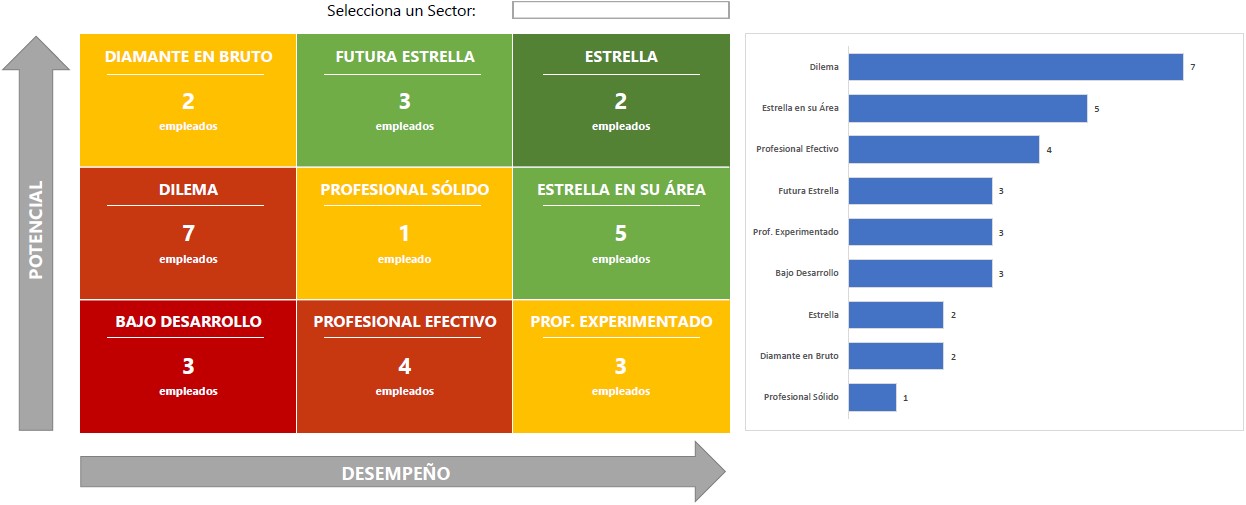 Selecciona un Sector:
POTENCIAL
DIAMANTE EN BRUTO
2
empleados
FUTURA ESTRELLA
3
empleados
ESTRELLA
2
empleados
DILEMA
7
empleados
PROFESIONAL SÓLIDO
1
empleado
ESTRELLA EN SU ÁREA
5
empleados
BAJO DESARROLLO
3
empleados
PROFESIONAL EFECTIVO
4
empleados
PROF. EXPERIMENTADO
3
empleados
DESEMPEÑO
Dilema 7
Estrella en su Área 5
Profesional Efectivo 4
Futura Estrella 3
Prof. Experimentado 3
Bajo Desarrollo 3
Estrella 2
Diamante en Bruto 2
Profesional Sólido 1